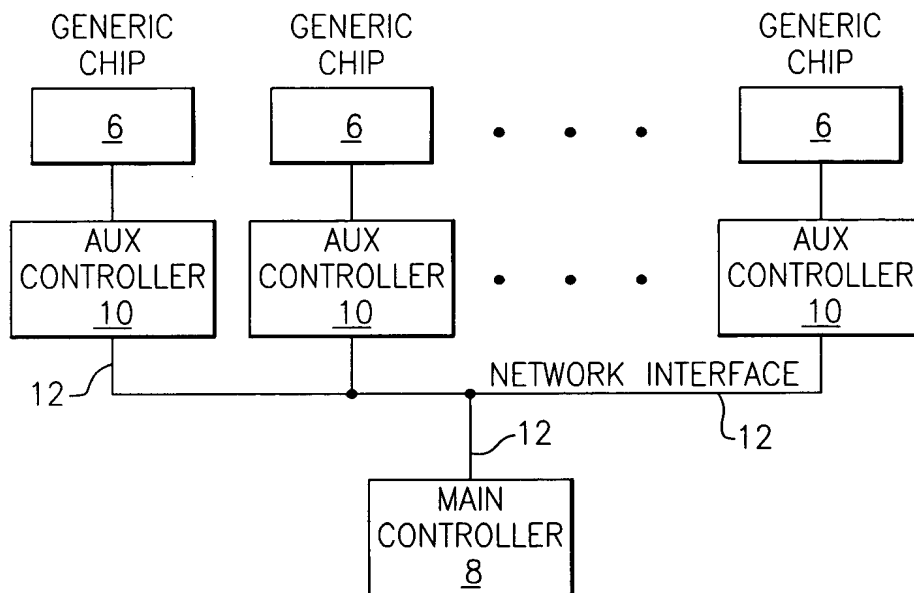 GENERIC CHIP
GENERIC CHIP
GENERIC CHIP
6
6
6
AUX CONTROLLER 10
AUX CONTROLLER 10
AUX CONTROLLER 10
12
NETWORK INTERFACE
12
12
MAIN CONTROLLER 8